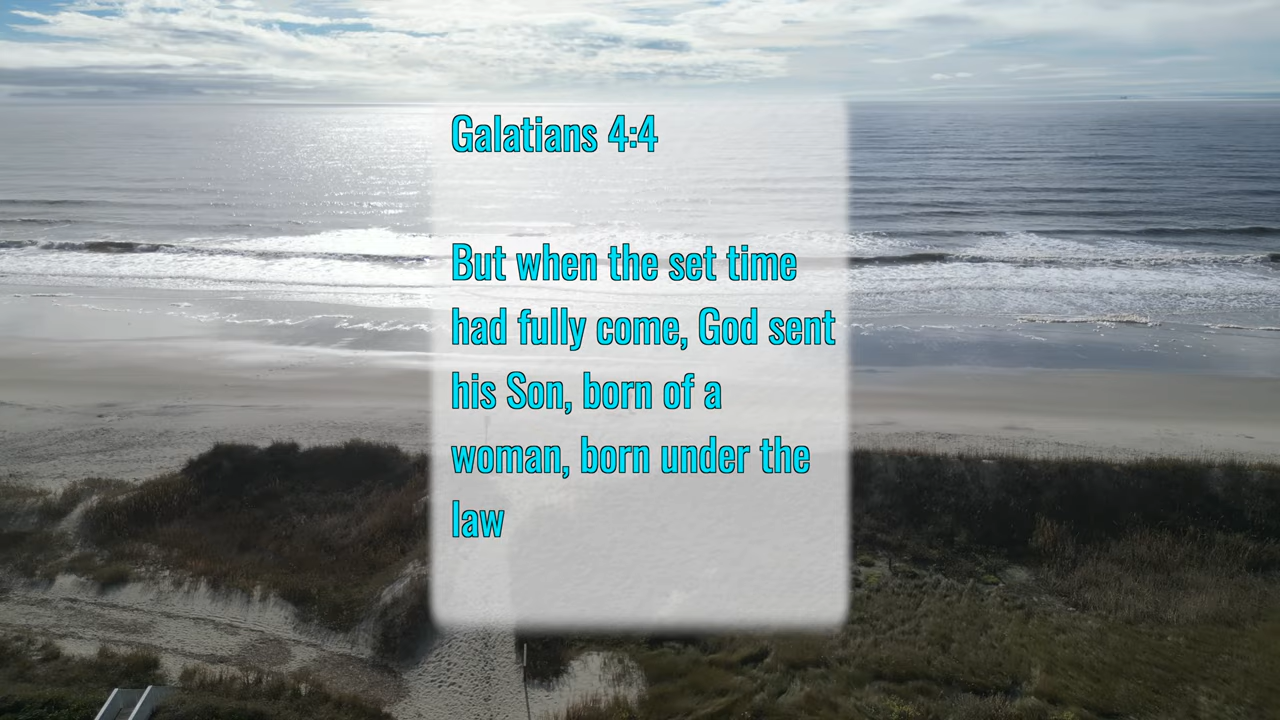 Galatians 4:4
But when the set time
had fully come, God sent
his Son, born of a
woman, born under the
law